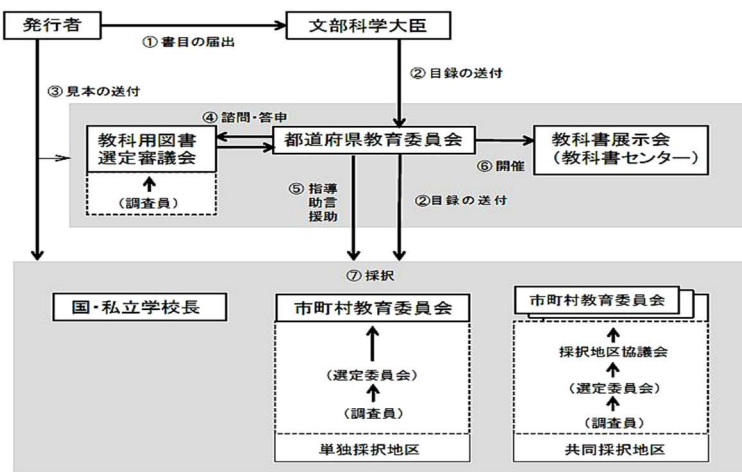 発行者
文部科学大臣
①書目の届出
②目録の送付
③見本の送付
④諮問・答申
教科用図書
選定審議会
(調査員)
都道府県教育委員会
教科書展示会
(教科書センター)
⑥開催
⑤指導
助言
援助
②目録の送付
⑦採択
国・私立学校長
市町村教育委員会
(選定委員会)
(調査員)
単独採択地区
市町村教育委員会
採択地区協議会
(選定委員会)
(調査員)
共同採択地区